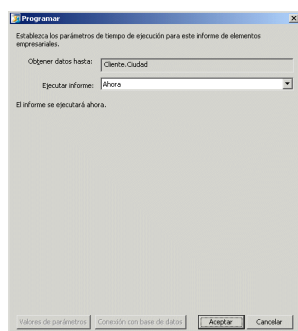 Programar
Establezca los parámetros de tiempo de ejecución para este informe de elementos
empresariales.
Obtener datos hasta: Cliente.Ciudad
Ejecutar informe: Ahora
El informe se ejecutará ahora.
Valores de parámetros Conexión con base de datos Aceptar Cancelar